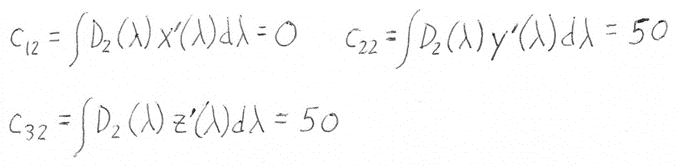 C₁₂ = ∫D₂(λ)x′(λ)dλ = 0 C₂₂ = ∫D₂(λ)y′(λ)dλ = 50
C₃₂ = ∫D₂(λ)z′(λ)dλ = 50